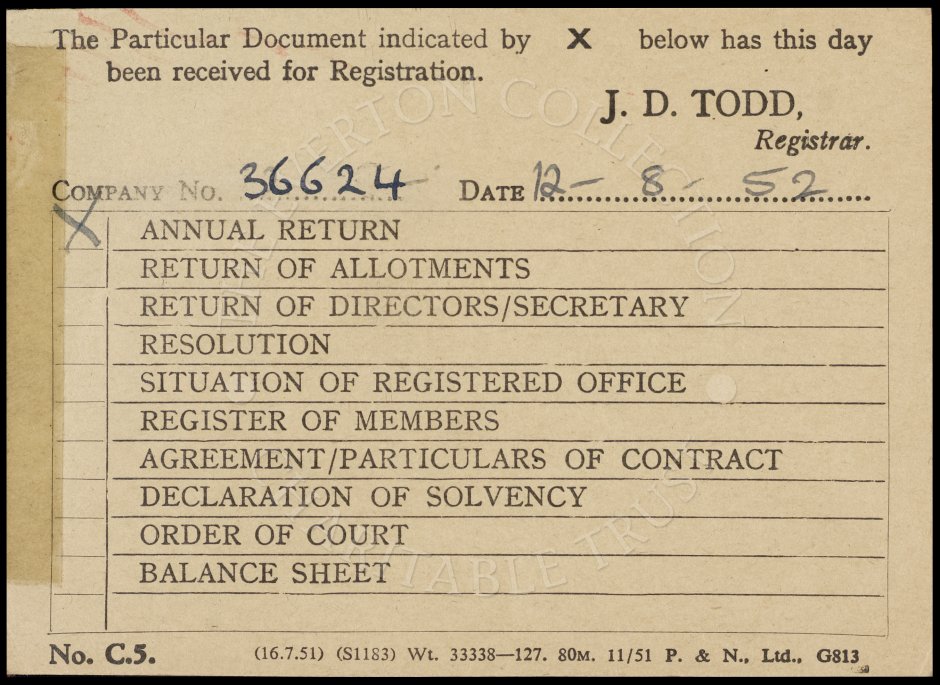 The Particular Document indicated by X below has this day
been received for Registration.
J. D. TODD,
Registrar.
COMPANY NO. 36624 DATE 12 - 8 - 52
X ANNUAL RETURN
RETURN OF ALLOTMENTS
RETURN OF DIRECTORS/SECRETARY
RESOLUTION
SITUATION OF REGISTERED OFFICE
REGISTER OF MEMBERS
AGREEMENT/PARTICULARS OF CONTRACT
DECLARATION OF SOLVENCY
ORDER OF COURT
BALANCE SHEET
No. C.5. (16.7.51) (S1183) Wt. 33338—127. 80M. 11/51 P. & N., Ltd., G813
COLLECTION
CHARITABLE TRUST